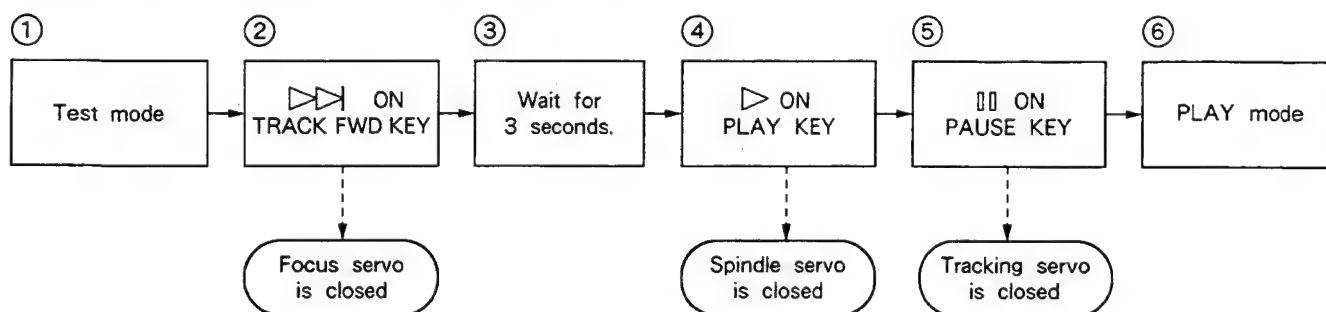 ① ② ③ ④ ⑤ ⑥
Test mode
▷▷| ON
TRACK FWD KEY
Wait for
3 seconds.
▷ ON
PLAY KEY
▯▯ ON
PAUSE KEY
PLAY mode
Focus servo
is closed
Spindle servo
is closed
Tracking servo
is closed